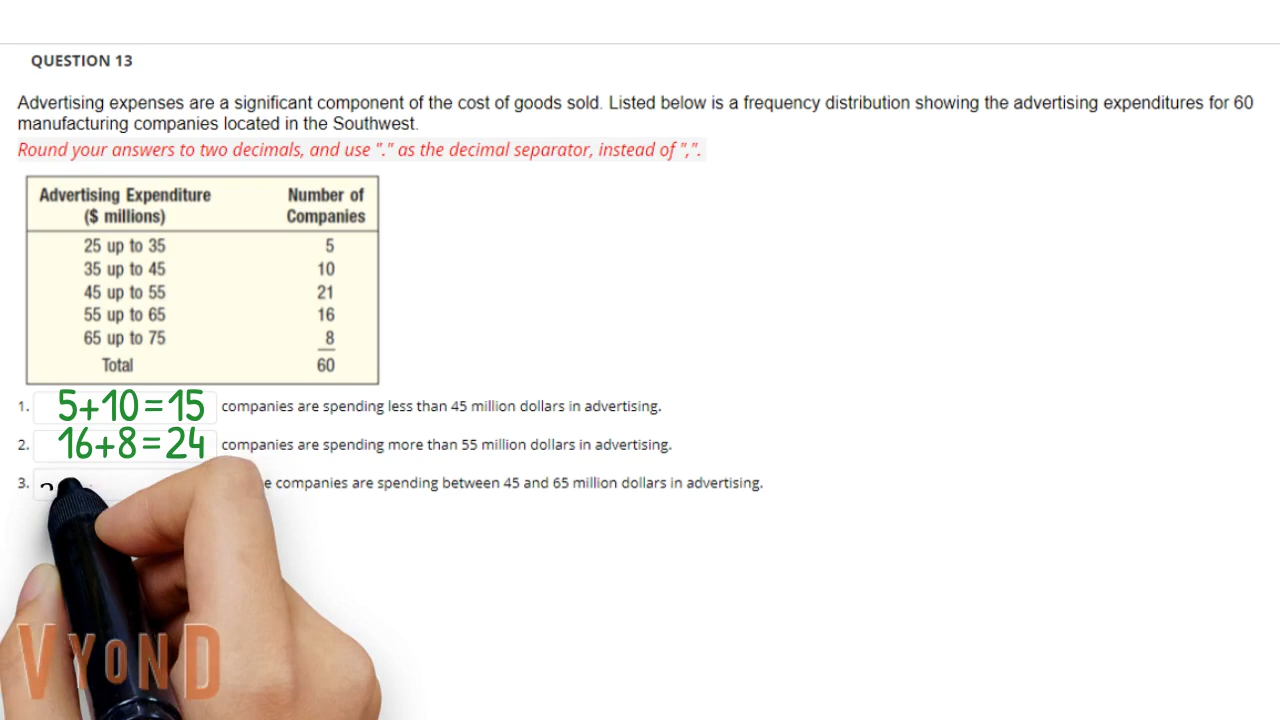 QUESTION 13
Advertising expenses are a significant component of the cost of goods sold. Listed below is a frequency distribution showing the advertising expenditures for 60
manufacturing companies located in the Southwest.
Round your answers to two decimals, and use "." as the decimal separator, instead of ",".
Advertising Expenditure Number of
($ millions) Companies
25 up to 35 5
35 up to 45 10
45 up to 55 21
55 up to 65 16
65 up to 75 8
Total 60
1. 5+10=15 companies are spending less than 45 million dollars in advertising.
2. 16+8=24 companies are spending more than 55 million dollars in advertising.
3. companies are spending between 45 and 65 million dollars in advertising.
VYOND